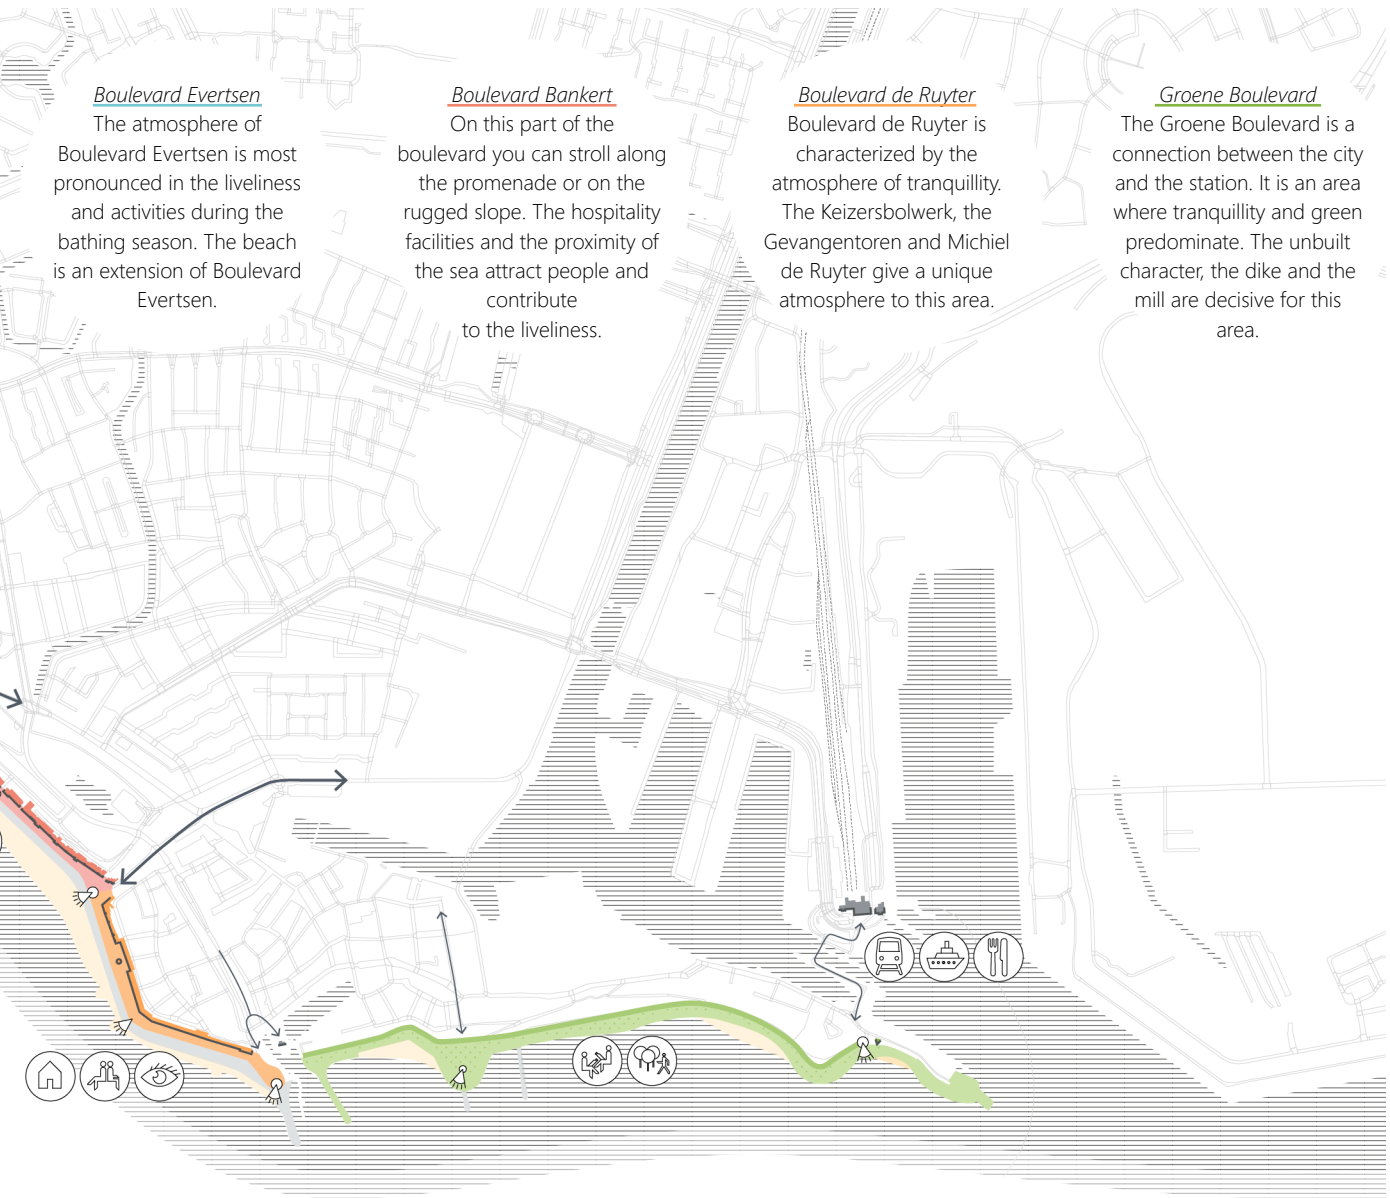 Boulevard Evertsen
The atmosphere of
Boulevard Evertsen is most
pronounced in the liveliness
and activities during the
bathing season. The beach
is an extension of Boulevard
Evertsen.
Boulevard Bankert
On this part of the
boulevard you can stroll along
the promenade or on the
rugged slope. The hospitality
facilities and the proximity of
the sea attract people and
contribute
to the liveliness.
Boulevard de Ruyter
Boulevard de Ruyter is
characterized by the
atmosphere of tranquillity.
The Keizersbolwerk, the
Gevangentoren and Michiel
de Ruyter give a unique
atmosphere to this area.
Groene Boulevard
The Groene Boulevard is a
connection between the city
and the station. It is an area
where tranquillity and green
predominate. The unbuilt
character, the dike and the
mill are decisive for this
area.